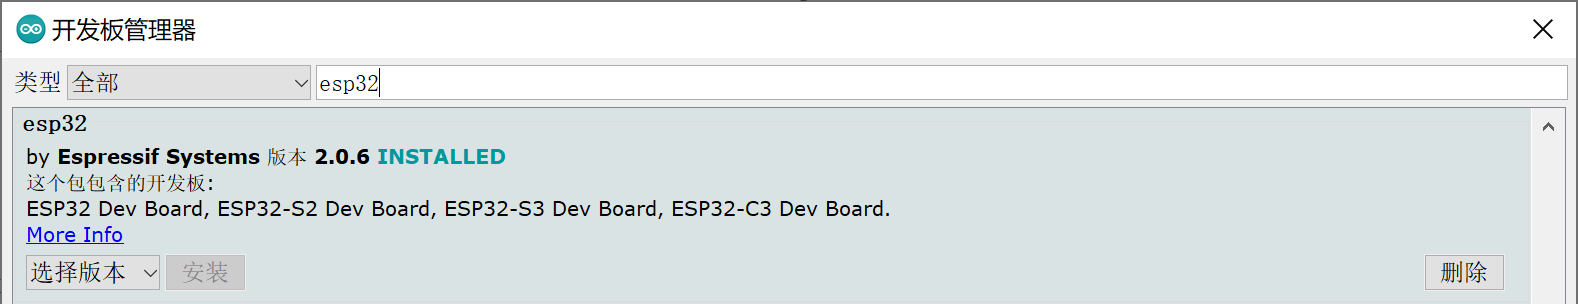 开发板管理器
类型 全部 esp32
esp32
by Espressif Systems 版本 2.0.6 INSTALLED
这个包包含的开发板:
ESP32 Dev Board, ESP32-S2 Dev Board, ESP32-S3 Dev Board, ESP32-C3 Dev Board.
More Info
选择版本 安装 删除